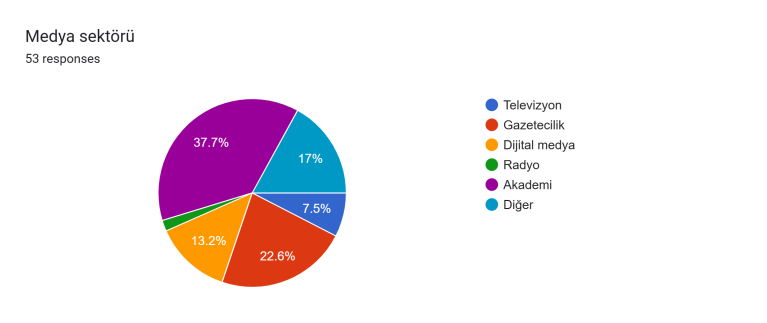 Medya sektörü
53 responses
37.7%
17%
7.5%
13.2%
22.6%
Televizyon
Gazetecilik
Dijital medya
Radyo
Akademi
Diğer